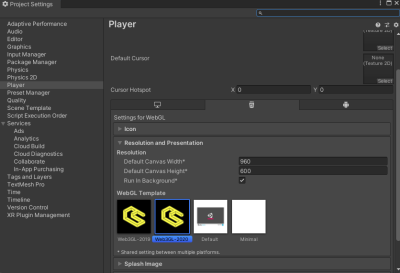 Project Settings
Adaptive Performance
Audio
Editor
Graphics
Input Manager
Package Manager
Physics
Physics 2D
Player
Preset Manager
Quality
Scene Template
Script Execution Order
Services
Ads
Analytics
Cloud Build
Cloud Diagnostics
Collaborate
In-App Purchasing
Tags and Layers
TextMesh Pro
Time
Timeline
Version Control
XR Plugin Management
Player
(Texture 2D)
Select
Default Cursor
None
(Texture 2D)
Select
Cursor Hotspot
X 0
Y 0
Settings for WebGL
Icon
Resolution and Presentation
Resolution
Default Canvas Width*
960
Default Canvas Height*
600
Run In Background*
WebGL Template
WebXR-2019
WebXR-2020
Default
Minimal
* Shared setting between multiple platforms.
Splash Image